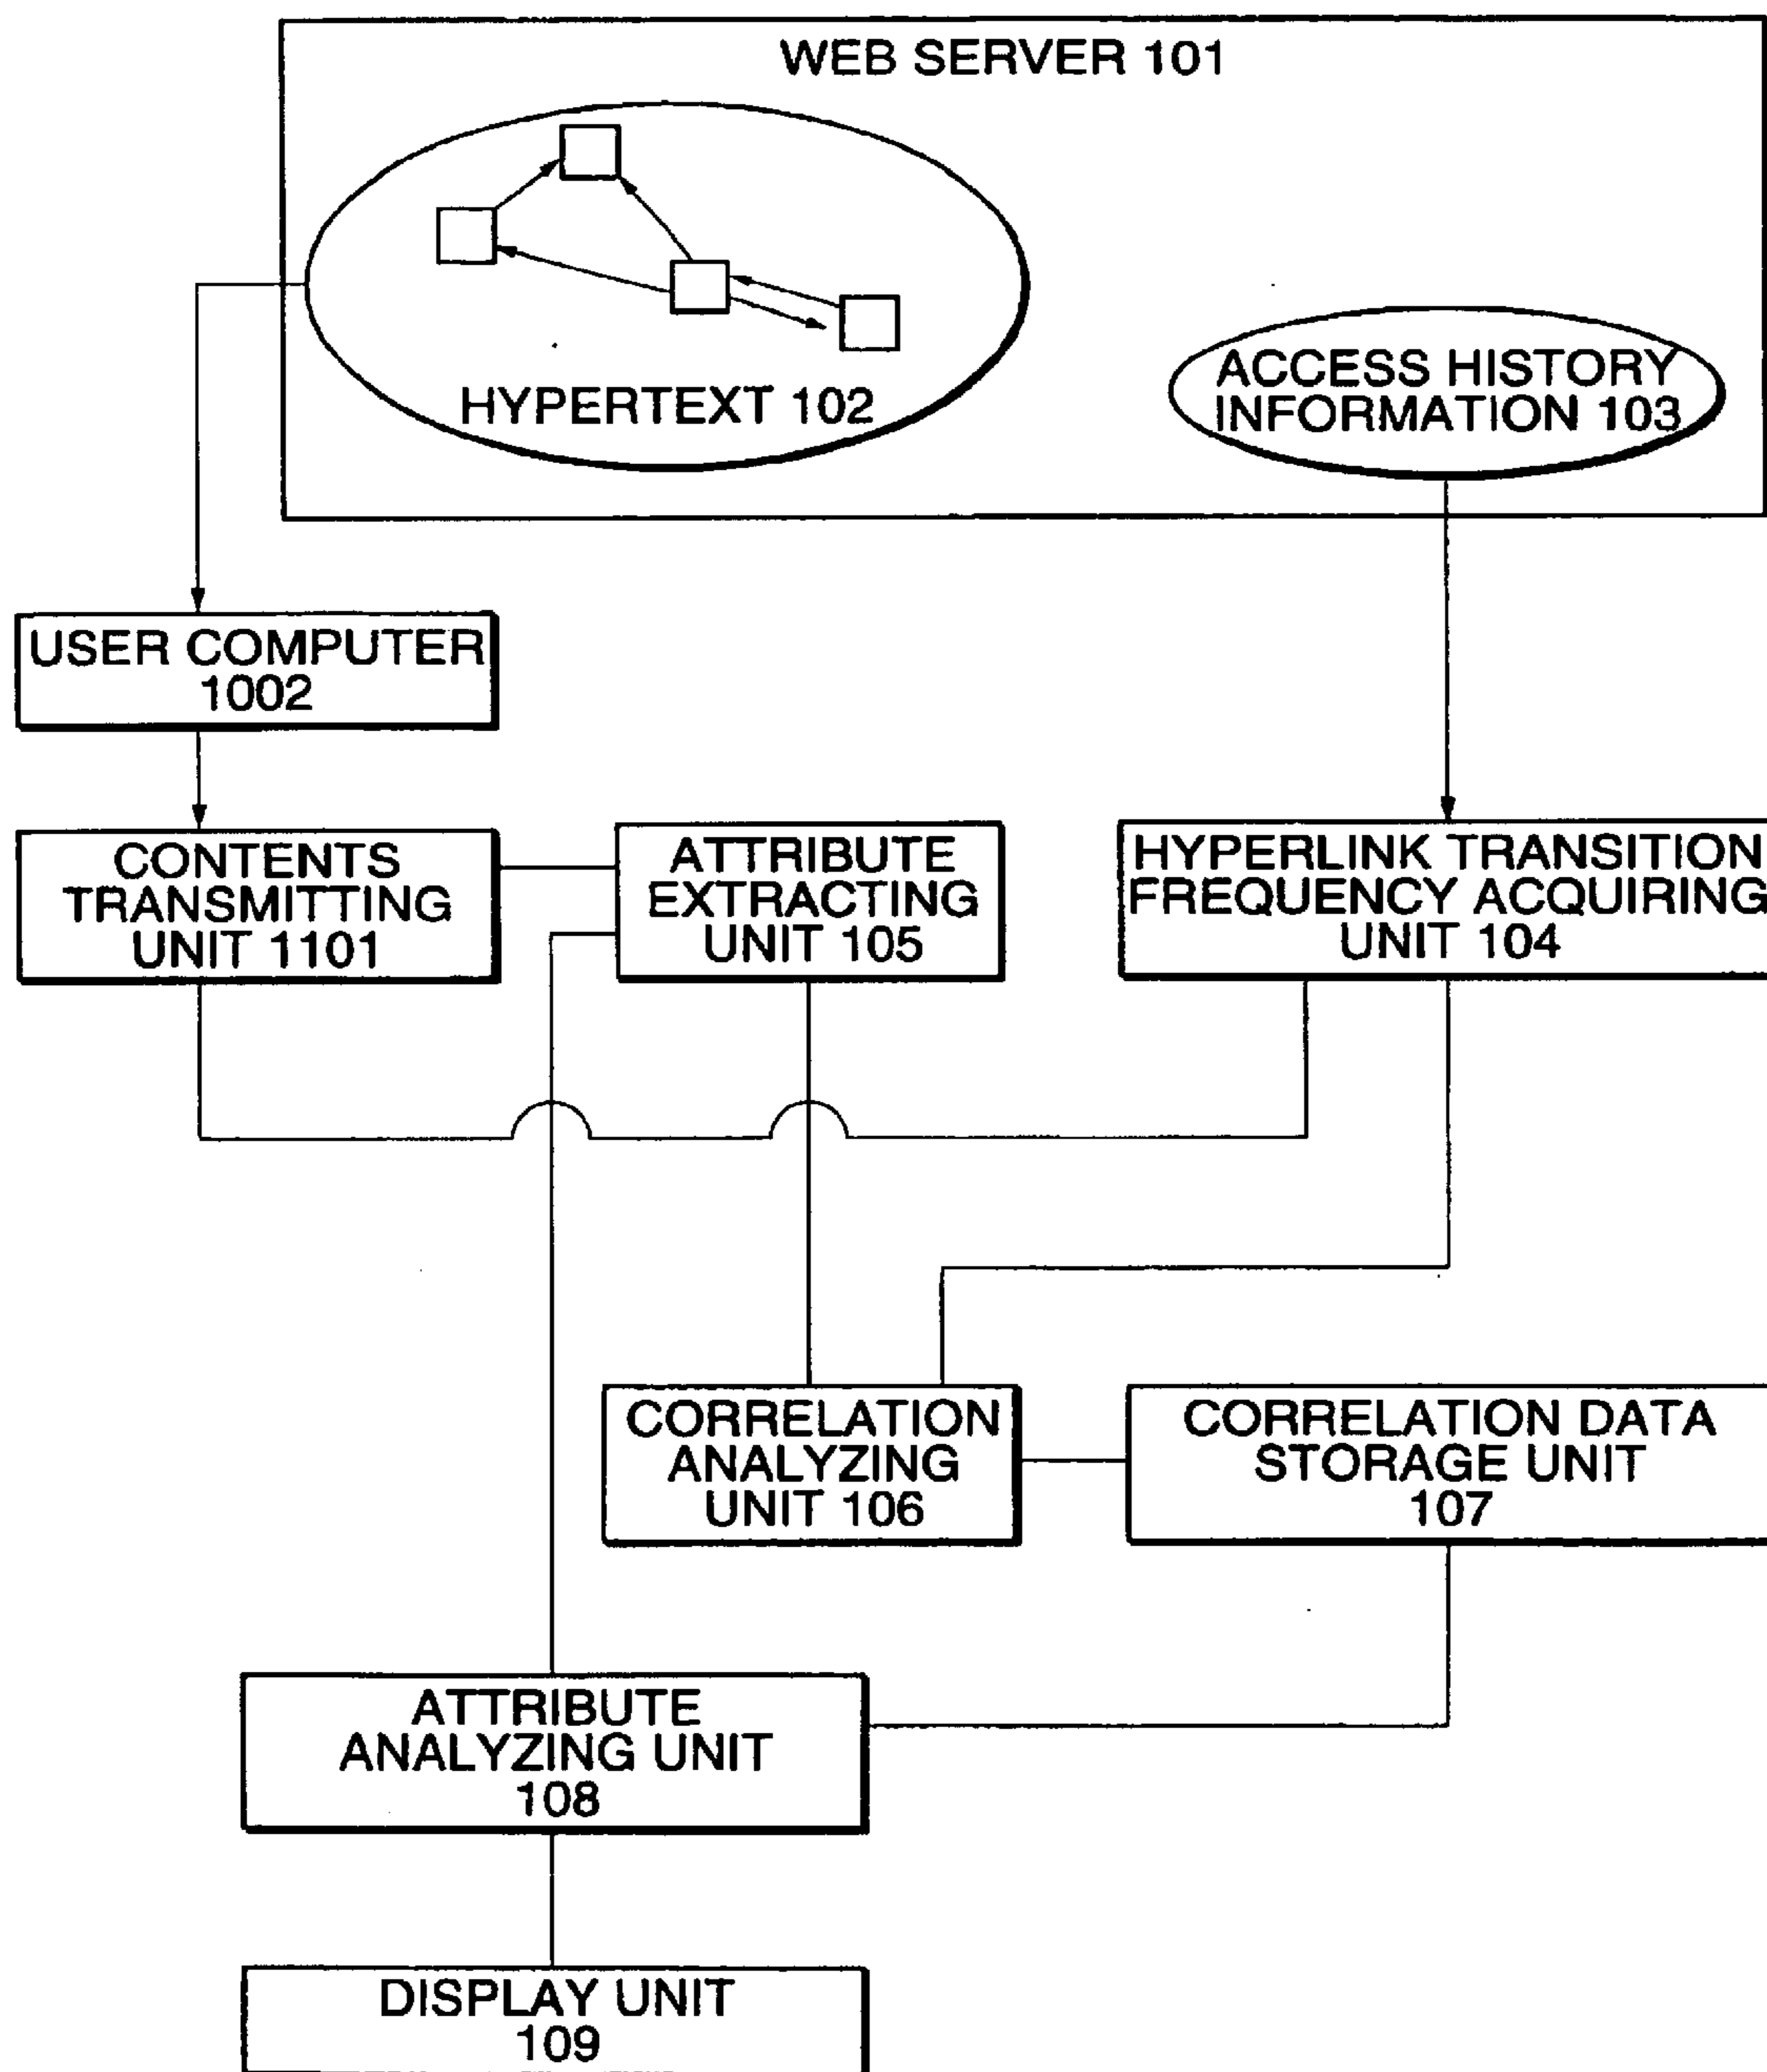 WEB SERVER 101
HYPERTEXT 102
ACCESS HISTORY
INFORMATION 103
USER COMPUTER
1002
CONTENTS
TRANSMITTING
UNIT 1101
ATTRIBUTE
EXTRACTING
UNIT 105
HYPERLINK TRANSITION
FREQUENCY ACQUIRING
UNIT 104
CORRELATION
ANALYZING
UNIT 106
CORRELATION DATA
STORAGE UNIT
107
ATTRIBUTE
ANALYZING UNIT
108
DISPLAY UNIT
109